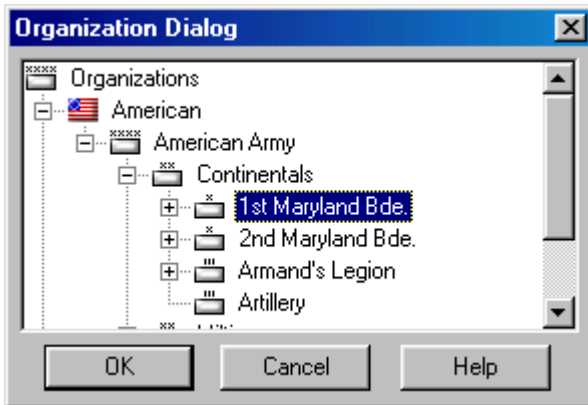 Organization Dialog
Organizations
American
American Army
Continentals
1st Maryland Bde.
2nd Maryland Bde.
Armand's Legion
Artillery
OK Cancel Help